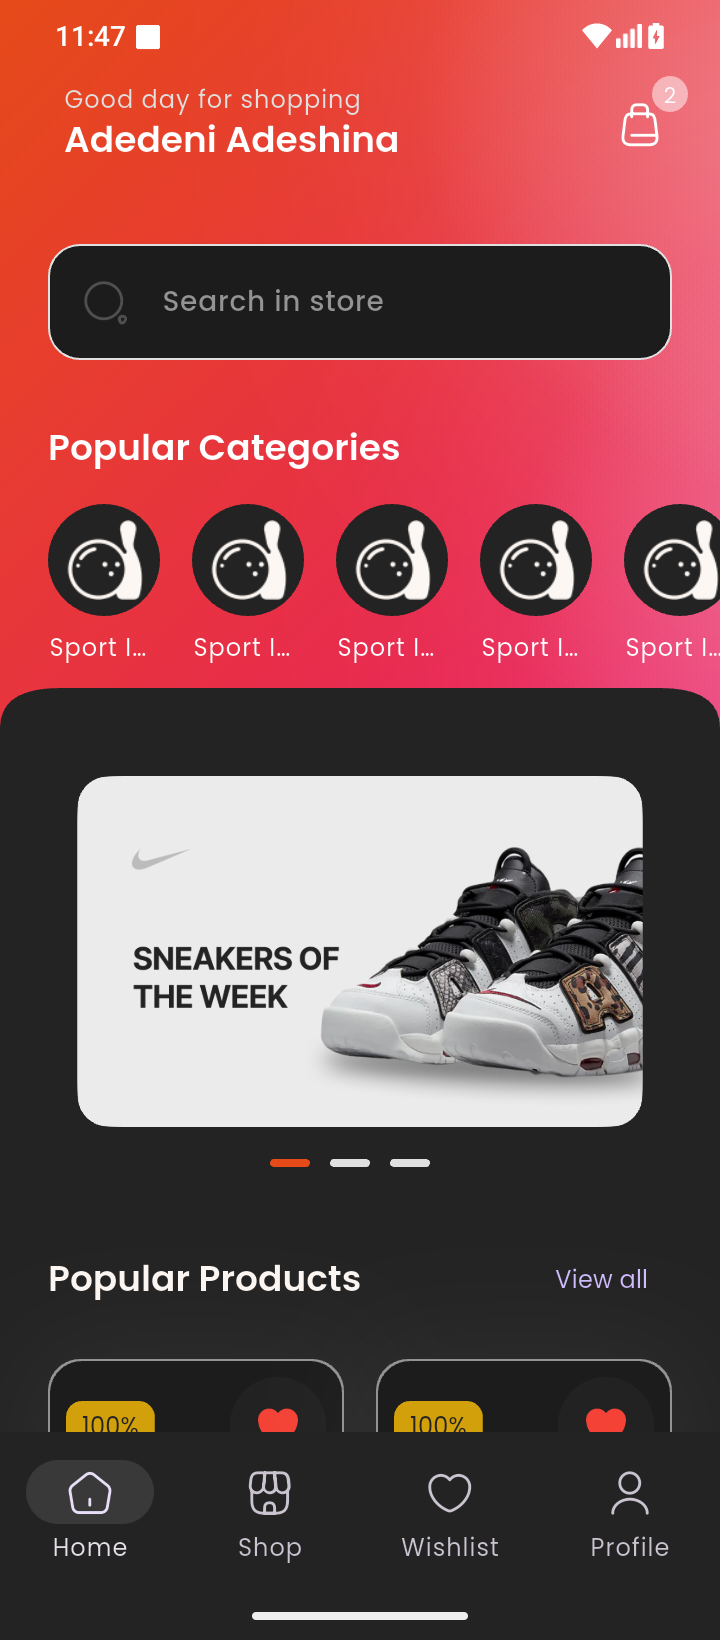 11:47
Good day for shopping
Adedeni Adeshina
2
Search in store
Popular Categories
Sport I... Sport I... Sport I... Sport I... Sport I...
SNEAKERS OF
THE WEEK
Popular Products View all
100% 100%
Home Shop Wishlist Profile